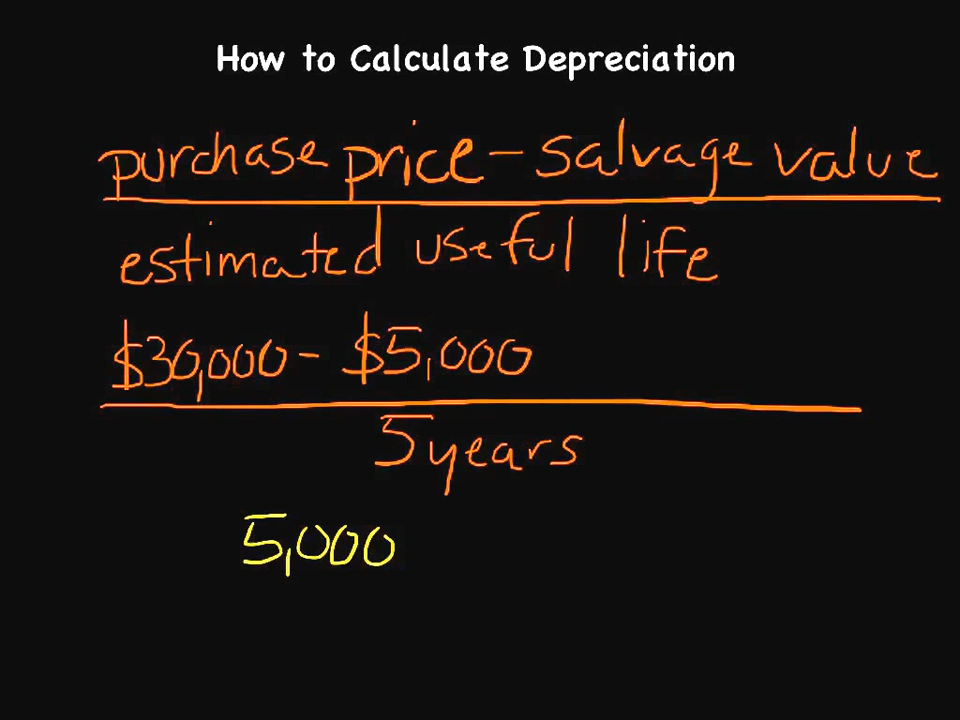 How to Calculate Depreciation
purchase price - salvage value
estimated useful life
$30,000 - $5,000
5 years
5,000